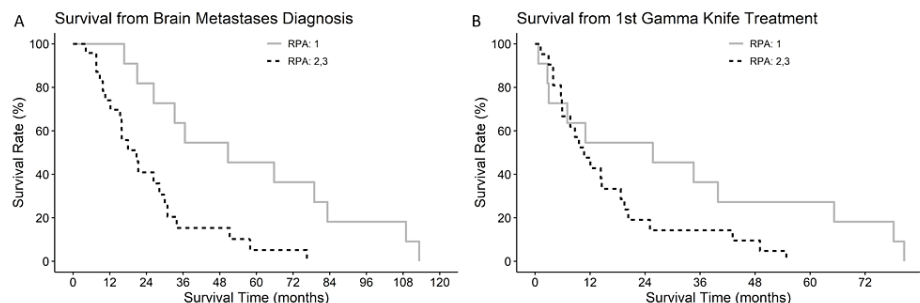 A
Survival from Brain Metastases Diagnosis
RPA: 1
RPA: 2,3
Survival Rate (%)
100
80
60
40
20
0
0 12 24 36 48 60 72 84 96 108 120
Survival Time (months)
B
Survival from 1st Gamma Knife Treatment
RPA: 1
RPA: 2,3
Survival Rate (%)
100
80
60
40
20
0
0 12 24 36 48 60 72
Survival Time (months)